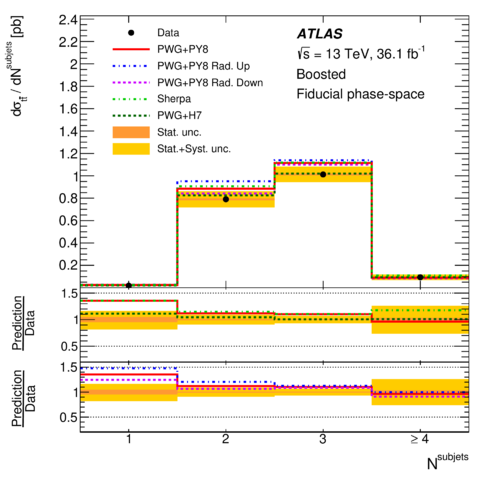 dσ_tt̄ / dN^subjets [pb]
2.4
2.2
2
1.8
1.6
1.4
1.2
1
0.8
0.6
0.4
0.2
Data
PWG+PY8
PWG+PY8 Rad. Up
PWG+PY8 Rad. Down
Sherpa
PWG+H7
Stat. unc.
Stat.+Syst. unc.
ATLAS
√s = 13 TeV, 36.1 fb⁻¹
Boosted
Fiducial phase-space
Prediction
Data
1.5
1
0.5
Prediction
Data
1.5
1
0.5
1 2 3 ≥ 4
N^subjets